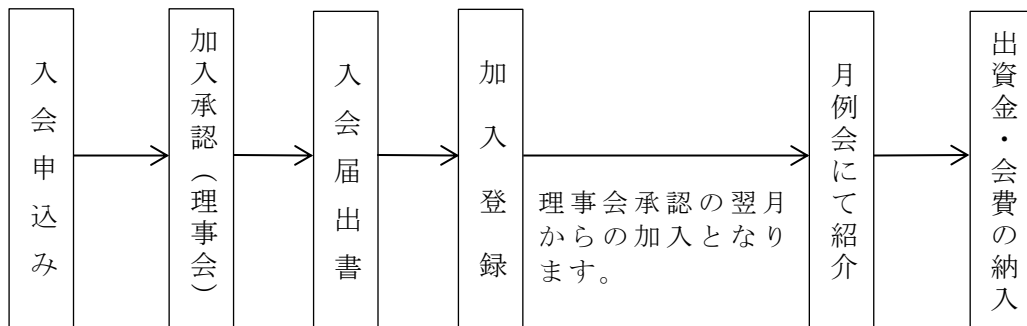 入会申込み
加入承認（理事会）
入会届出書
加入登録
理事会承認の翌月
からの加入となり
ます。
月例会にて紹介
出資金・会費の納入